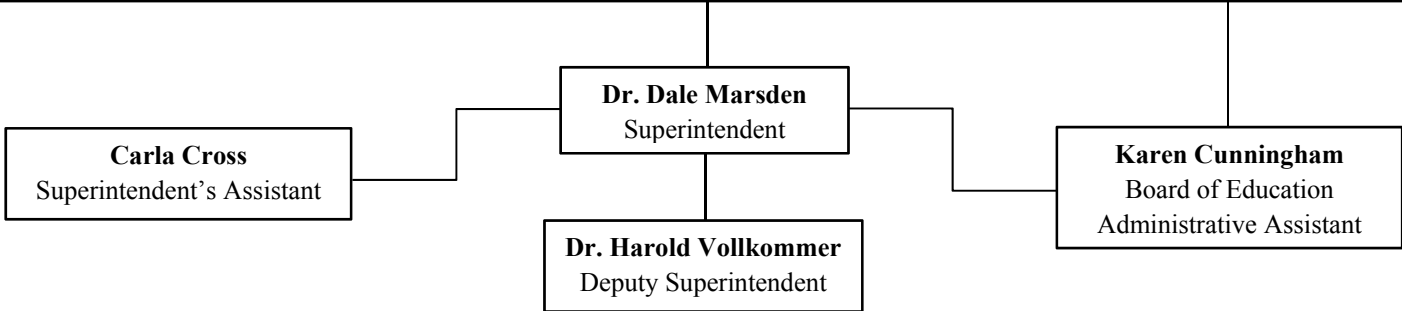 Dr. Dale Marsden
Superintendent
Carla Cross
Superintendent’s Assistant
Karen Cunningham
Board of Education
Administrative Assistant
Dr. Harold Vollkommer
Deputy Superintendent